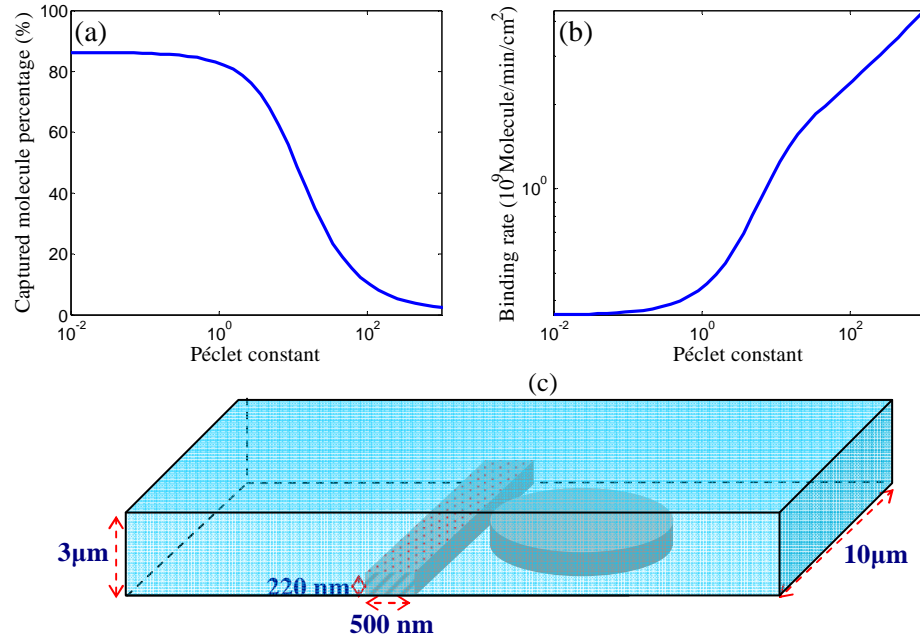 (a)
Captured molecule percentage (%)
100
80
60
40
20
0
10^-2
10^0
10^2
Péclet constant
(b)
Binding rate (10^9 Molecule/min/cm^2)
10^0
10^-2
10^0
10^2
Péclet constant
(c)
3μm
220 nm
500 nm
10μm